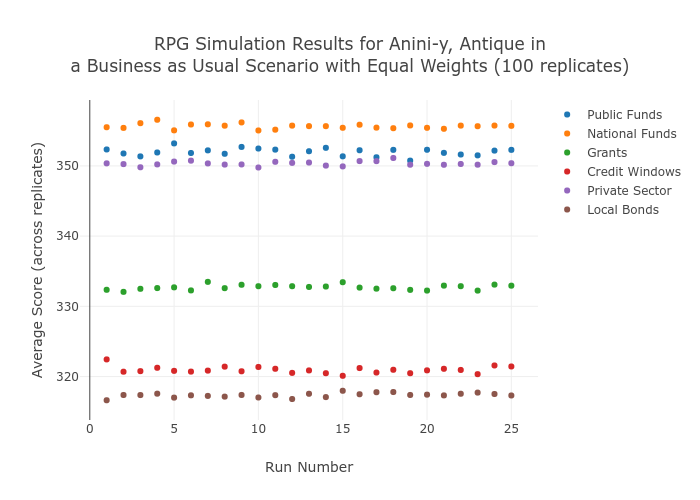 RPG Simulation Results for Anini-y, Antique in
a Business as Usual Scenario with Equal Weights (100 replicates)
Public Funds
National Funds
Grants
Credit Windows
Private Sector
Local Bonds
Average Score (across replicates)
350
340
330
320
0
5
10
15
20
25
Run Number